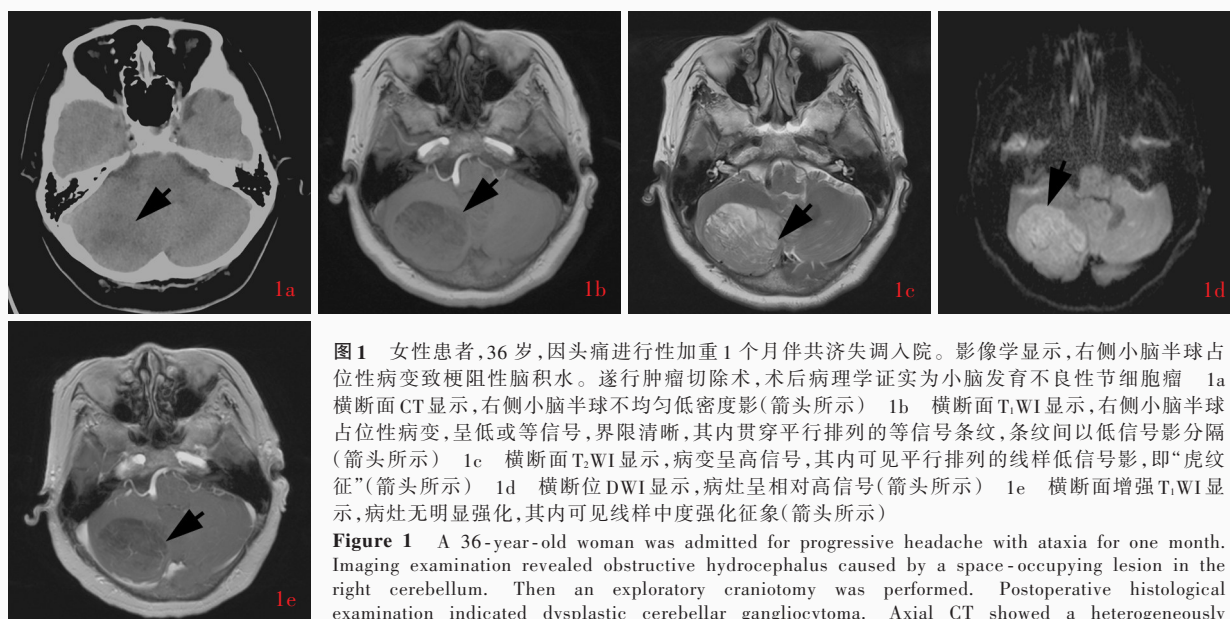 1a
1b
1c
1d
1e
图1 女性患者,36 岁,因头痛进行性加重 1 个月伴共济失调入院。影像学显示,右侧小脑半球占
位性病变致梗阻性脑积水。遂行肿瘤切除术,术后病理学证实为小脑发育不良性节细胞瘤 1a
横断面CT显示,右侧小脑半球不均匀低密度影(箭头所示) 1b 横断面T₁WI显示,右侧小脑半球
占位性病变,呈低或等信号,界限清晰,其内贯穿平行排列的等信号条纹,条纹间以低信号影分隔
(箭头所示) 1c 横断面T₂WI显示,病变呈高信号,其内可见平行排列的线样低信号影,即“虎纹
征”(箭头所示) 1d 横断位DWI显示,病灶呈相对高信号(箭头所示) 1e 横断面增强T₁WI显
示,病灶无明显强化,其内可见线样中度强化征象(箭头所示)
Figure 1 A 36-year-old woman was admitted for progressive headache with ataxia for one month.
Imaging examination revealed obstructive hydrocephalus caused by a space-occupying lesion in the
right cerebellum. Then an exploratory craniotomy was performed. Postoperative histological
examination indicated dysplastic cerebellar gangliocytoma. Axial CT showed a heterogeneously